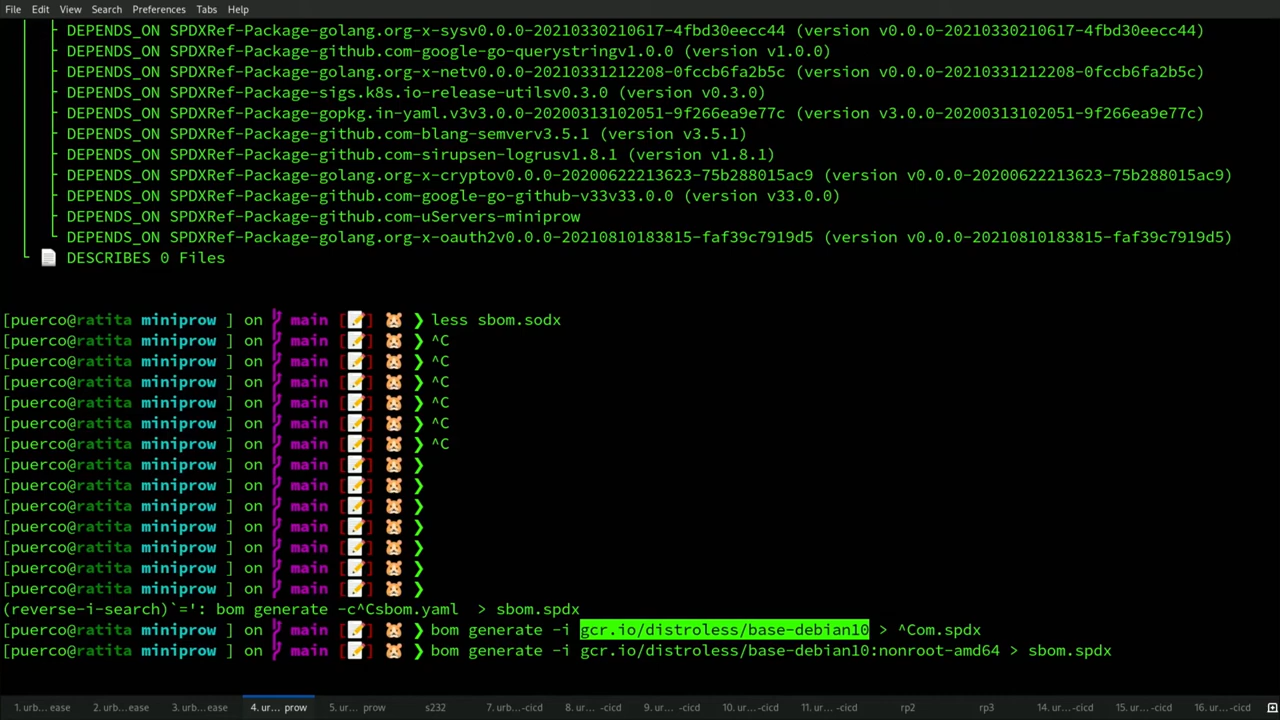 File Edit View Search Preferences Tabs Help
DEPENDS_ON SPDXRef-Package-golang.org-x-sysv0.0.0-20210330210617-4fbd30eecc44 (version v0.0.0-20210330210617-4fbd30eecc44)
DEPENDS_ON SPDXRef-Package-github.com-google-go-querystringv1.0.0 (version v1.0.0)
DEPENDS_ON SPDXRef-Package-golang.org-x-netv0.0.0-20210331212208-0fccb6fa2b5c (version v0.0.0-20210331212208-0fccb6fa2b5c)
DEPENDS_ON SPDXRef-Package-sigs.k8s.io-release-utilsv0.3.0 (version v0.3.0)
DEPENDS_ON SPDXRef-Package-gopkg.in-yaml.v3v3.0.0-20200313102051-9f266ea9e77c (version v3.0.0-20200313102051-9f266ea9e77c)
DEPENDS_ON SPDXRef-Package-github.com-blang-semverv3.5.1 (version v3.5.1)
DEPENDS_ON SPDXRef-Package-github.com-sirupsen-logrusv1.8.1 (version v1.8.1)
DEPENDS_ON SPDXRef-Package-golang.org-x-cryptov0.0.0-20200622213623-75b288015ac9 (version v0.0.0-20200622213623-75b288015ac9)
DEPENDS_ON SPDXRef-Package-github.com-google-go-github-v33v33.0.0 (version v33.0.0)
DEPENDS_ON SPDXRef-Package-github.com-uServers-miniprow
DEPENDS_ON SPDXRef-Package-golang.org-x-oauth2v0.0.0-20210810183815-faf39c7919d5 (version v0.0.0-20210810183815-faf39c7919d5)
DESCRIBES 0 Files
[puerco@ratita miniprow ] on main [📝] 🐹 ❯ less sbom.sodx
[puerco@ratita miniprow ] on main [📝] 🐹 ❯ ^C
[puerco@ratita miniprow ] on main [📝] 🐹 ❯ ^C
[puerco@ratita miniprow ] on main [📝] 🐹 ❯ ^C
[puerco@ratita miniprow ] on main [📝] 🐹 ❯ ^C
[puerco@ratita miniprow ] on main [📝] 🐹 ❯ ^C
[puerco@ratita miniprow ] on main [📝] 🐹 ❯ ^C
[puerco@ratita miniprow ] on main [📝] 🐹 ❯
[puerco@ratita miniprow ] on main [📝] 🐹 ❯
[puerco@ratita miniprow ] on main [📝] 🐹 ❯
[puerco@ratita miniprow ] on main [📝] 🐹 ❯
[puerco@ratita miniprow ] on main [📝] 🐹 ❯
[puerco@ratita miniprow ] on main [📝] 🐹 ❯
[puerco@ratita miniprow ] on main [📝] 🐹 ❯
(reverse-i-search)`=': bom generate -c^Csbom.yaml > sbom.spdx
[puerco@ratita miniprow ] on main [📝] 🐹 ❯ bom generate -i gcr.io/distroless/base-debian10 > ^Com.spdx
[puerco@ratita miniprow ] on main [📝] 🐹 ❯ bom generate -i gcr.io/distroless/base-debian10:nonroot-amd64 > sbom.spdx
1. urb...ease 2. urb...ease 3. urb...ease 4. ur... prow 5. ur... prow s232 7. urb...-cicd 8. ur... -cicd 9. ur... -cicd 10. ur... -cicd 11. ur... -cicd rp2 rp3 14. ur... -cicd 15. ur... -cicd 16. ur... -cicd